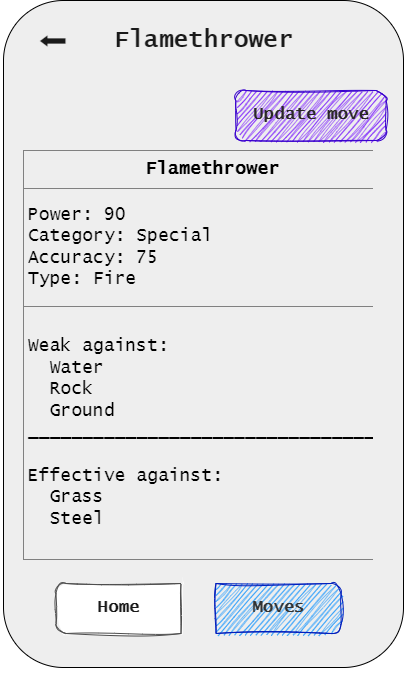 Flamethrower
Update move
Flamethrower
Power: 90
Category: Special
Accuracy: 75
Type: Fire
Weak against:
Water
Rock
Ground
Effective against:
Grass
Steel
Home
Moves